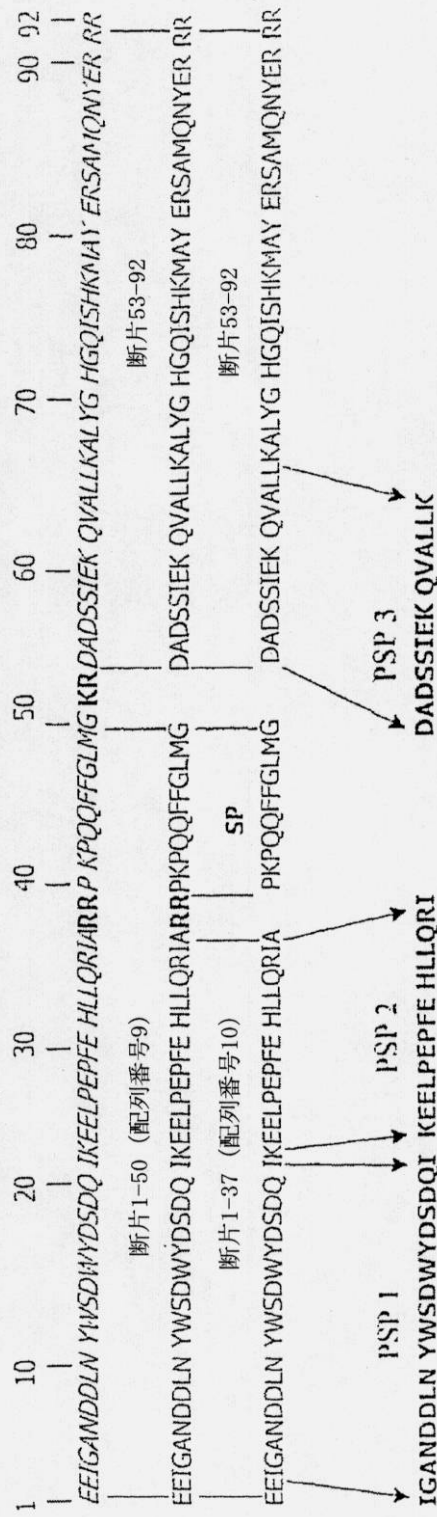 1 10 20 30 40 50 60 70 80 90 92
EEIGANDDLN YWSDWYDSDQ IKEELPEPFE HLLQRIARRP KPQQFFGLMG KRDADSSIEK QVALLKALYG HGQISHKMAY ERSAMQNYER RR
断片1-50 (配列番号9) 断片53-92
EEIGANDDLN YWSDWYDSDQ IKEELPEPFE HLLQRIARRPKPQQFFGLMG DADSSIEK QVALLKALYG HGQISHKMAY ERSAMQNYER RR
断片1-37 (配列番号10) SP 断片53-92
EEIGANDDLN YWSDWYDSDQ IKEELPEPFE HLLQRIA PKPQQFFGLMG DADSSIEK QVALLKALYG HGQISHKMAY ERSAMQNYER RR
PSP 1 PSP 2 PSP 3
IGANDDLN YWSDWYDSDQI KEELPEPFE HLLQRI DADSSIEK QVALLK